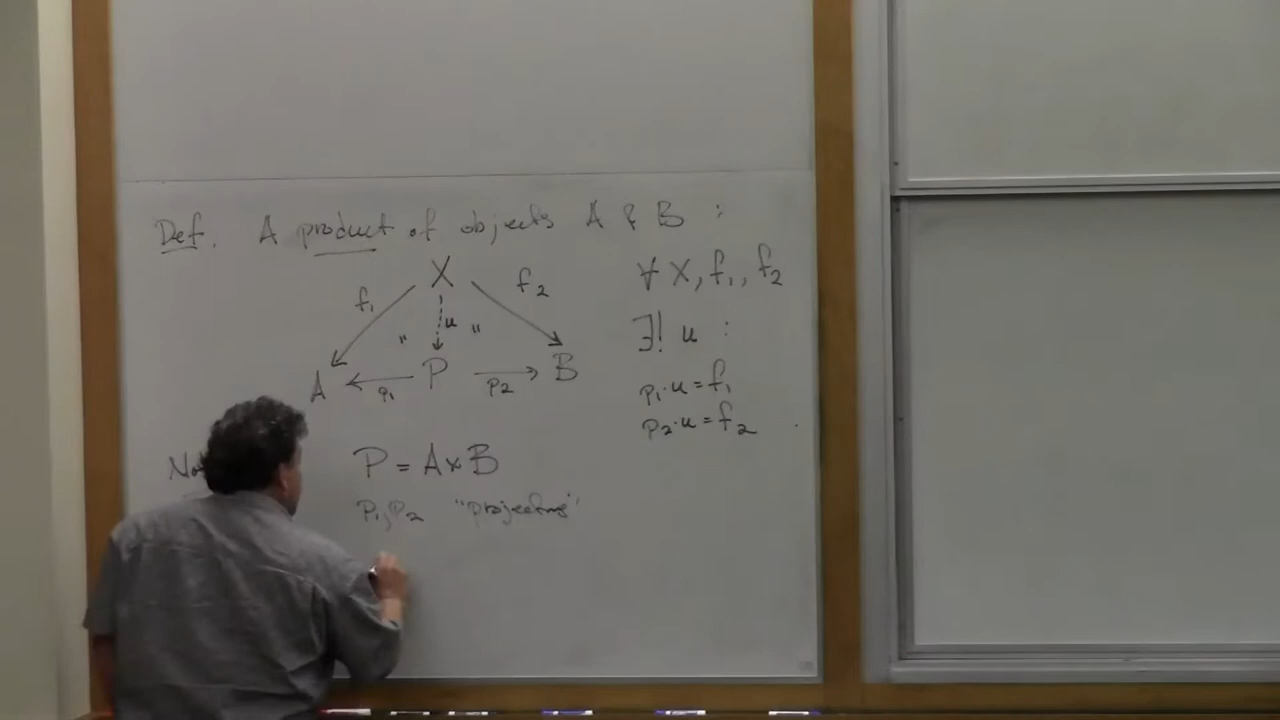 Def. A product of objects A & B :
X
f₁ f₂ ∀ X, f₁, f₂
" u " ∃! u :
A P B
p₁ p₂ p₁·u = f₁
p₂·u = f₂
P = A×B
p₁, p₂ "projections"